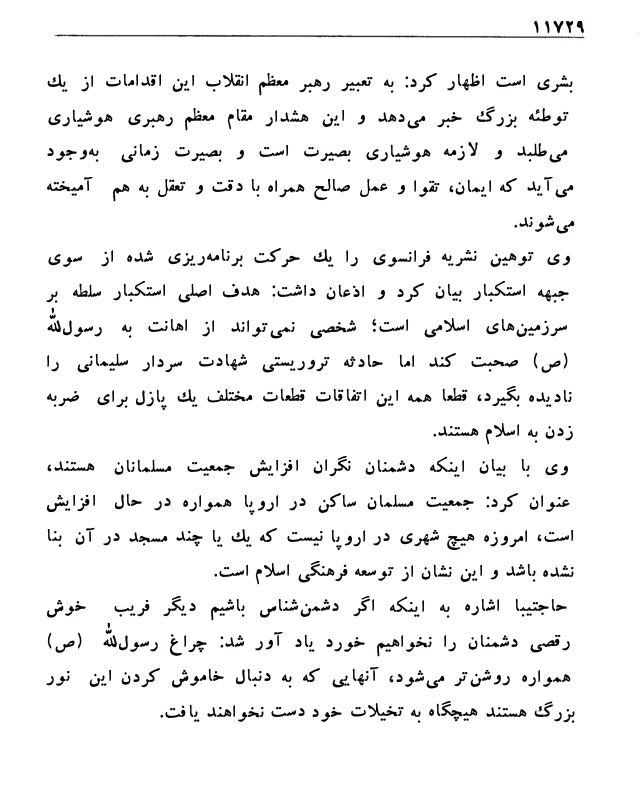 ۱۱۷۲۹
بشری است اظهار کرد: به تعبیر رهبر معظم انقلاب این اقدامات از یك
توطئه بزرگ خبر می‌دهد و این هشدار مقام معظم رهبری هوشیاری
می‌طلبد و لازمه هوشیاری بصیرت است و بصیرت زمانی به‌وجود
می‌آید که ایمان، تقوا و عمل صالح همراه با دقت و تعقل به هم آمیخته
می‌شوند.
وی توهین نشریه فرانسوی را یك حرکت برنامه‌ریزی شده از سوی
جبهه استکبار بیان کرد و اذعان داشت: هدف اصلی استکبار سلطه بر
سرزمین‌های اسلامی است؛ شخصی نمی‌تواند از اهانت به رسول‌لله
(ص) صحبت کند اما حادثه تروریستی شهادت سردار سلیمانی را
نادیده بگیرد، قطعا همه این اتفاقات قطعات مختلف یك پازل برای ضربه
زدن به اسلام هستند.
وی با بیان اینکه دشمنان نگران افزایش جمعیت مسلمانان هستند،
عنوان کرد: جمعیت مسلمان ساکن در اروپا همواره در حال افزایش
است، امروزه هیچ شهری در اروپا نیست که یك یا چند مسجد در آن بنا
نشده باشد و این نشان از توسعه فرهنگی اسلام است.
حاجتیبا اشاره به اینکه اگر دشمن‌شناس باشیم دیگر فریب خوش
رقصی دشمنان را نخواهیم خورد یاد آور شد: چراغ رسول‌لله (ص)
همواره روشن‌تر می‌شود، آنهایی که به دنبال خاموش کردن این نور
بزرگ هستند هیچگاه به تخیلات خود دست نخواهند یافت.